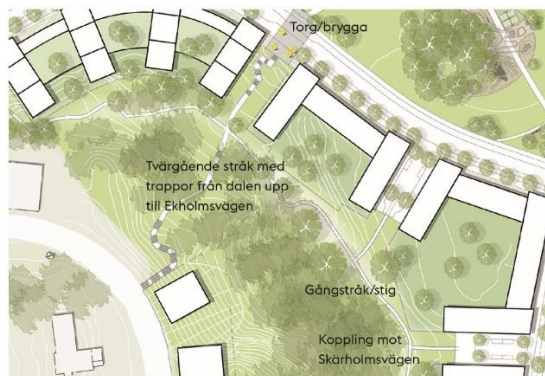 Torg/brygga
Tvärgående stråk med
trappor från dalen upp
till Ekholmsvägen
Gångstråk/stig
Koppling mot
Skärholmsvägen